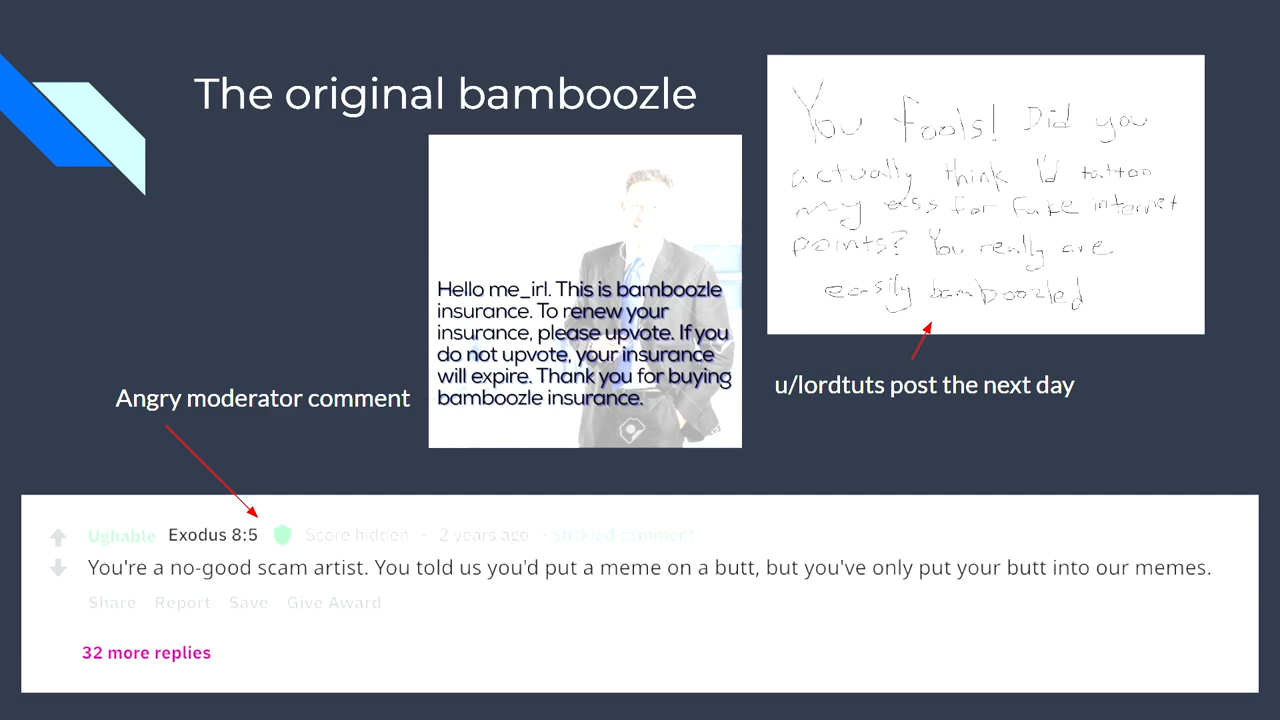 The original bamboozle
You fools! Did you
actually think I'd tattoo
my ass for fake internet
points? You really are
easily bamboozled
Hello me_irl. This is bamboozle
insurance. To renew your
insurance, please upvote. If you
do not upvote, your insurance
will expire. Thank you for buying
bamboozle insurance.
u/lordtuts post the next day
Angry moderator comment
Ughable Exodus 8:5 Score hidden · 2 years ago · Stickied comment
You're a no-good scam artist. You told us you'd put a meme on a butt, but you've only put your butt into our memes.
Share Report Save Give Award
32 more replies